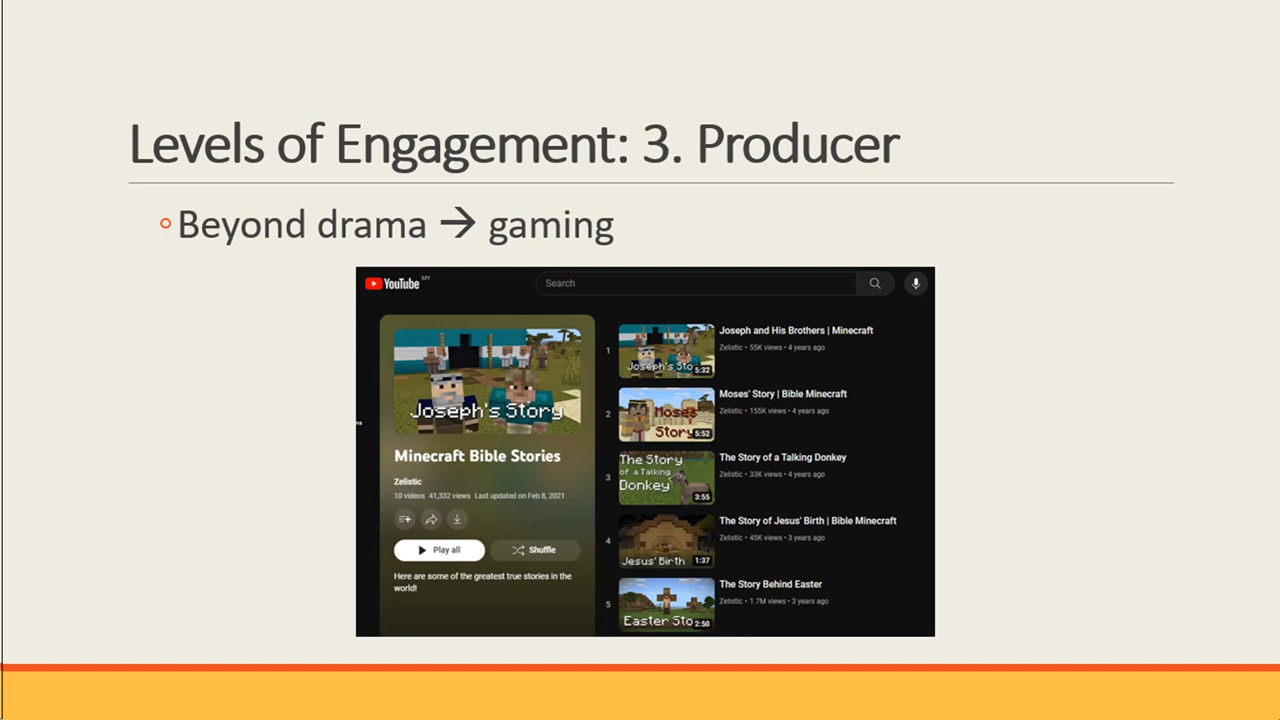 Levels of Engagement: 3. Producer
Beyond drama → gaming
YouTube MY
Search
Joseph's Story
Minecraft Bible Stories
Zelistic
10 videos 41,332 views Last updated on Feb 8, 2021
Play all
Shuffle
Here are some of the greatest true stories in the
world!
1
Joseph's Sto
5:32
Joseph and His Brothers | Minecraft
Zelistic • 55K views • 4 years ago
2
Moses'
Story
5:52
Moses' Story | Bible Minecraft
Zelistic • 155K views • 4 years ago
3
The Story
of a Talking
Donkey
3:55
The Story of a Talking Donkey
Zelistic • 33K views • 4 years ago
4
Jesus' Birth
1:37
The Story of Jesus' Birth | Bible Minecraft
Zelistic • 45K views • 3 years ago
5
Easter Sto
2:50
The Story Behind Easter
Zelistic • 1.7M views • 3 years ago